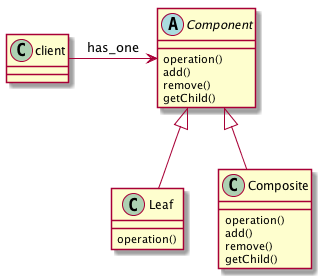 A Component
operation()
add()
remove()
getChild()
C client
has_one
C Leaf
operation()
C Composite
operation()
add()
remove()
getChild()